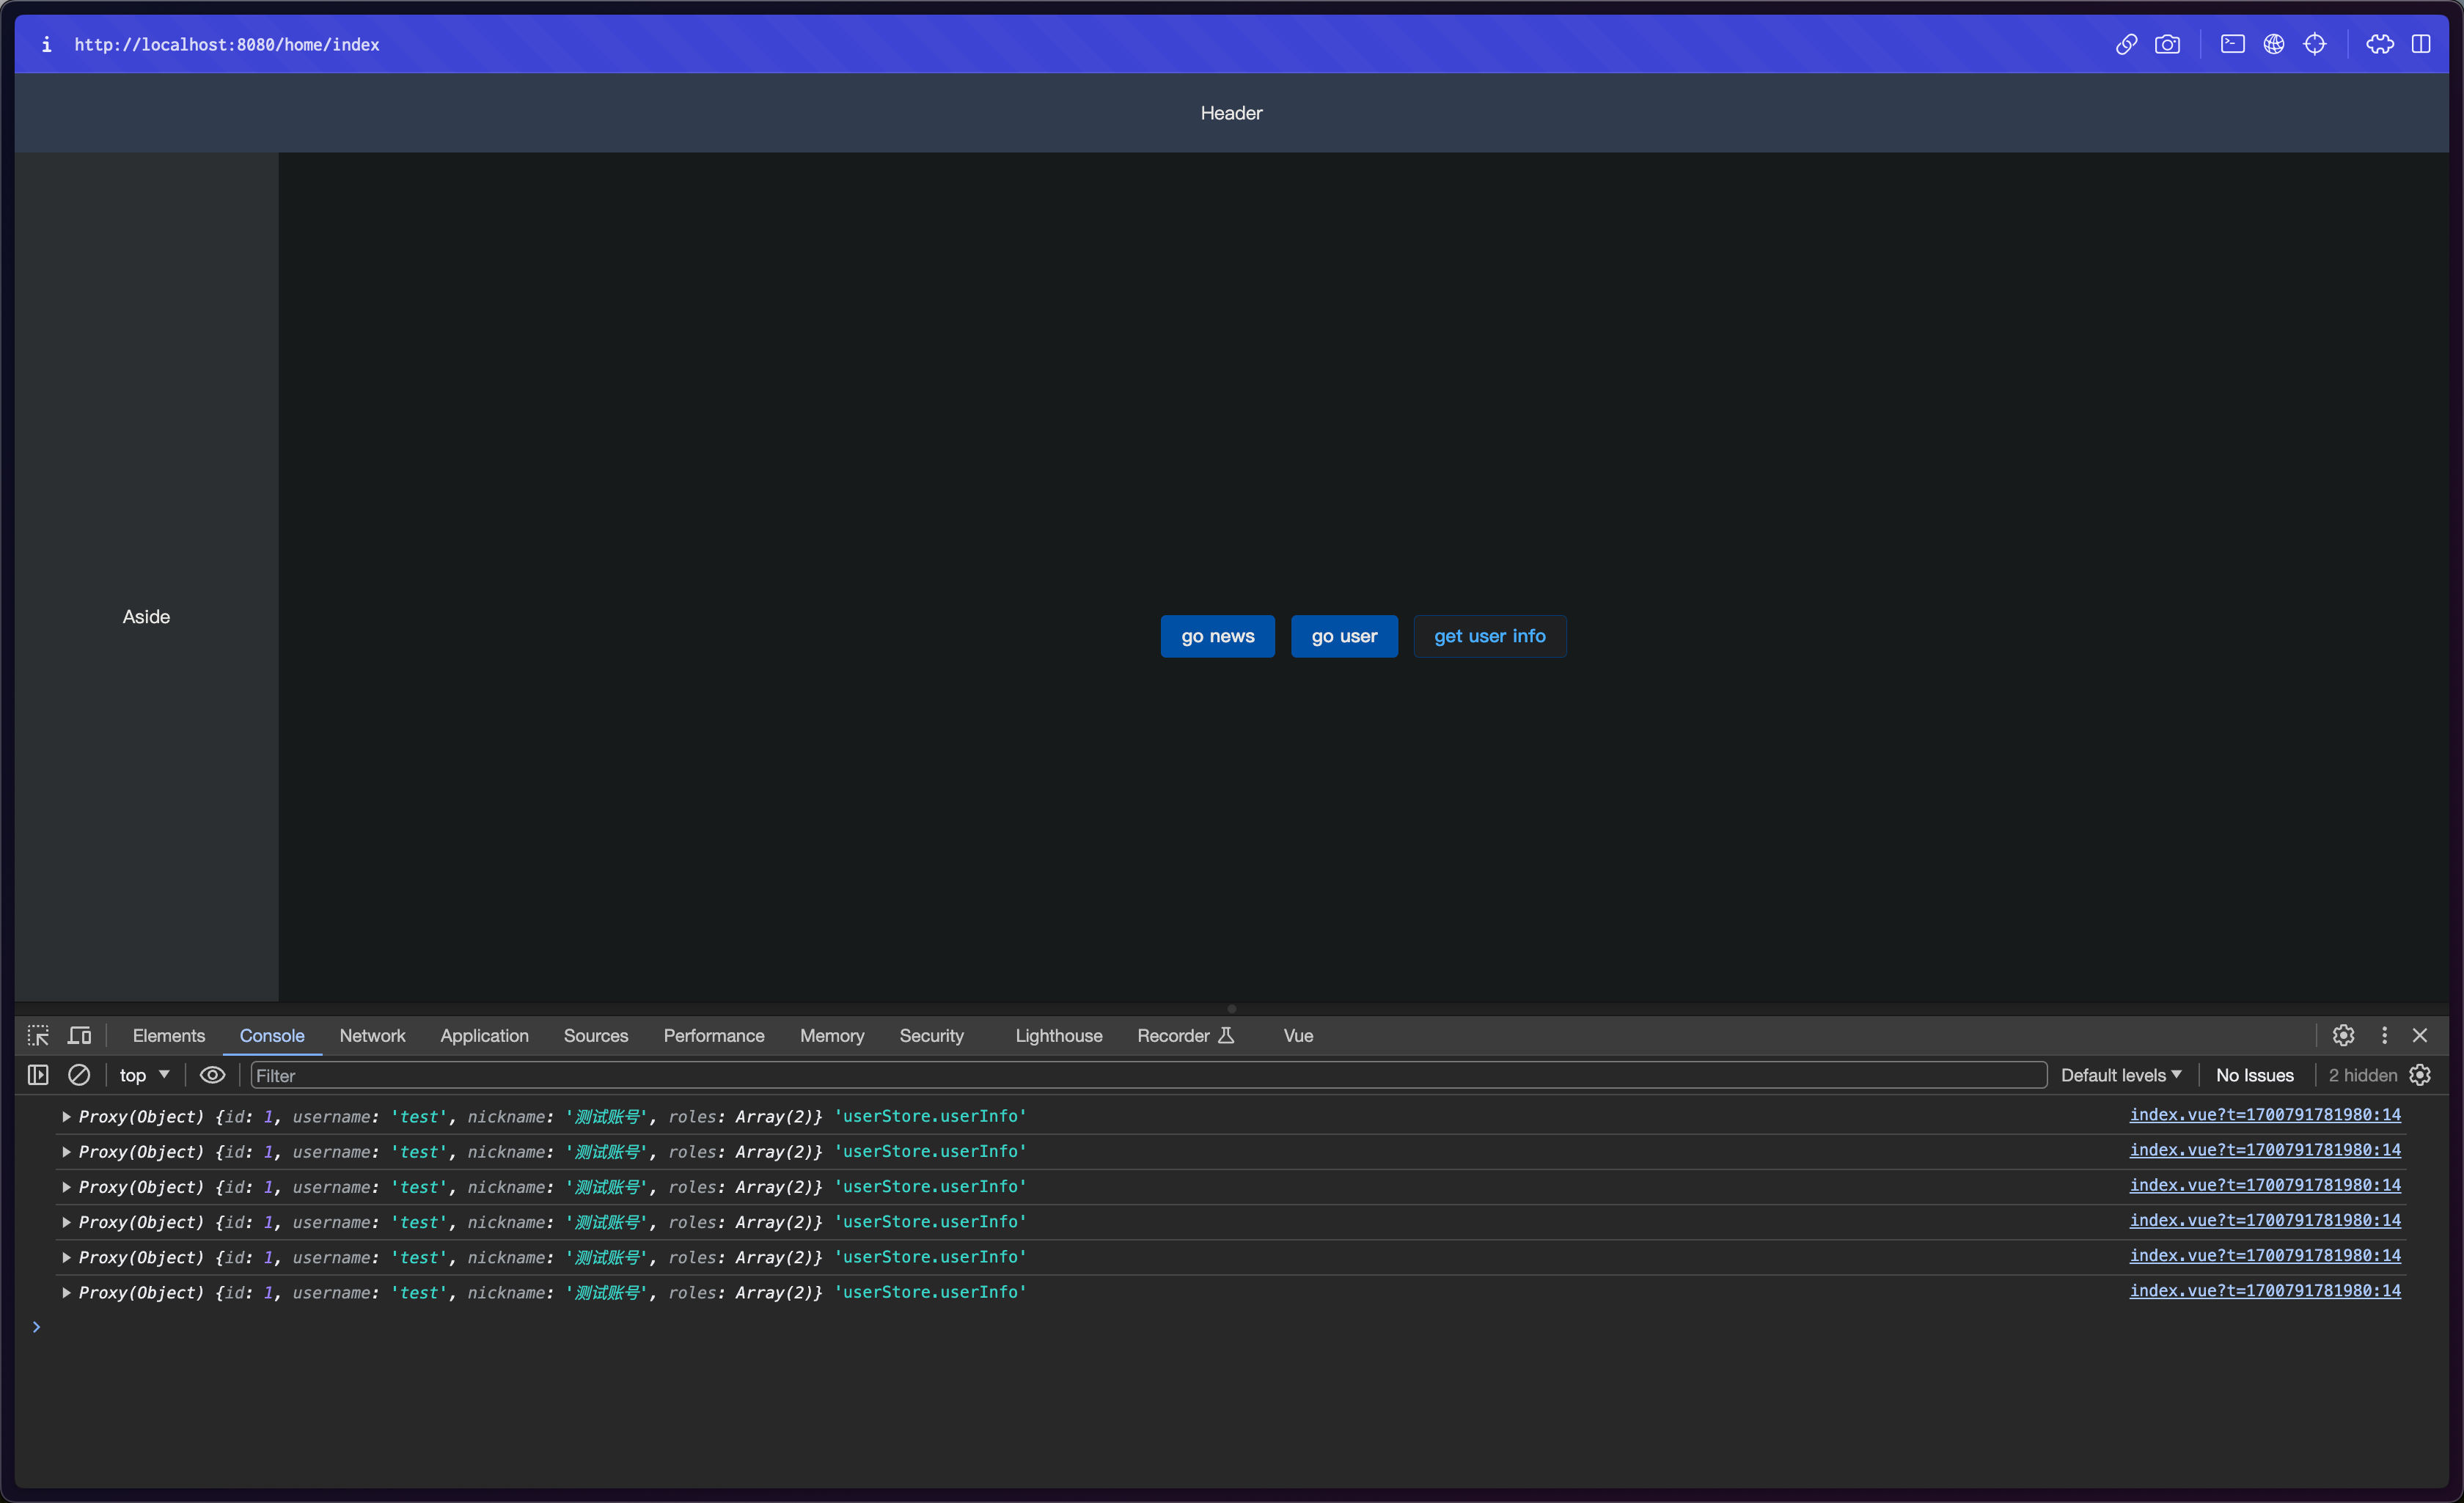 http://localhost:8080/home/index
Header
Aside
go news go user get user info
Elements Console Network Application Sources Performance Memory Security Lighthouse Recorder Vue
top Filter Default levels No Issues 2 hidden
Proxy(Object) {id: 1, username: 'test', nickname: '测试账号', roles: Array(2)} 'userStore.userInfo' index.vue?t=1700791781980:14
Proxy(Object) {id: 1, username: 'test', nickname: '测试账号', roles: Array(2)} 'userStore.userInfo' index.vue?t=1700791781980:14
Proxy(Object) {id: 1, username: 'test', nickname: '测试账号', roles: Array(2)} 'userStore.userInfo' index.vue?t=1700791781980:14
Proxy(Object) {id: 1, username: 'test', nickname: '测试账号', roles: Array(2)} 'userStore.userInfo' index.vue?t=1700791781980:14
Proxy(Object) {id: 1, username: 'test', nickname: '测试账号', roles: Array(2)} 'userStore.userInfo' index.vue?t=1700791781980:14
Proxy(Object) {id: 1, username: 'test', nickname: '测试账号', roles: Array(2)} 'userStore.userInfo' index.vue?t=1700791781980:14